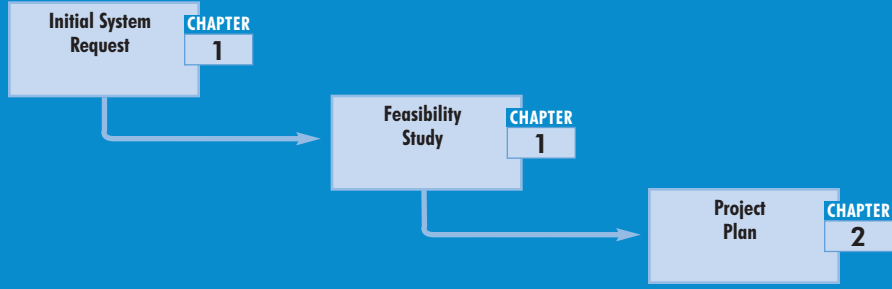 Initial System
Request
CHAPTER
1
Feasibility
Study
CHAPTER
1
Project
Plan
CHAPTER
2